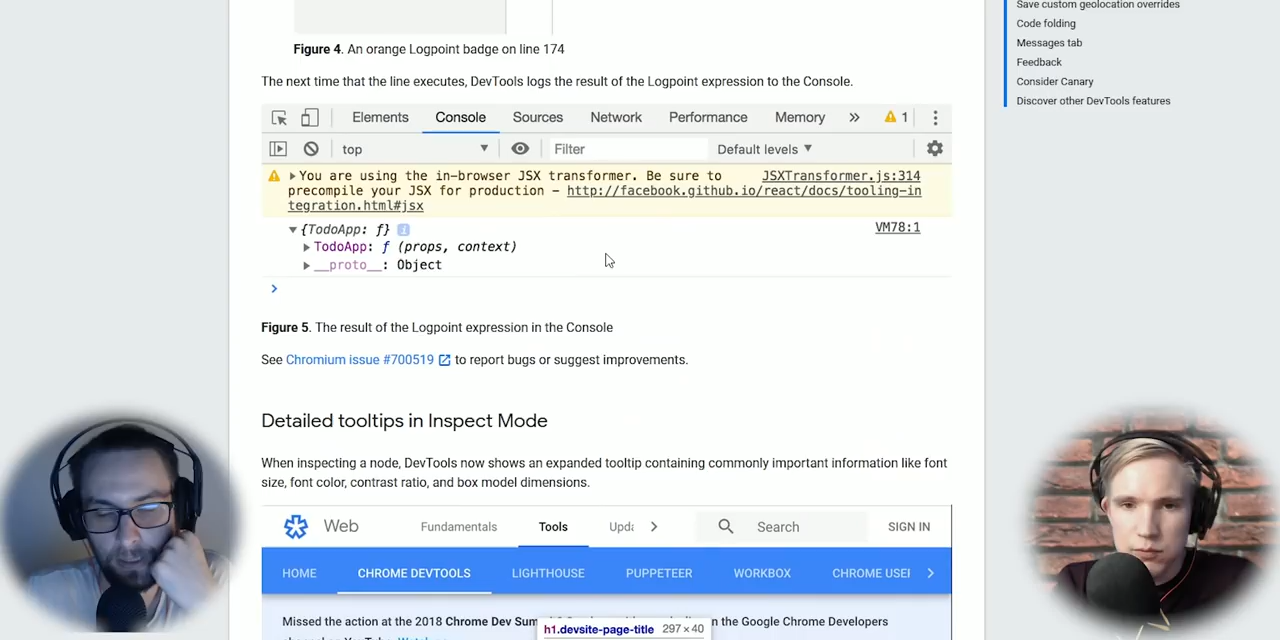 Save custom geolocation overrides
Code folding
Messages tab
Feedback
Consider Canary
Discover other DevTools features
Figure 4. An orange Logpoint badge on line 174
The next time that the line executes, DevTools logs the result of the Logpoint expression to the Console.
Elements Console Sources Network Performance Memory » 1
top Filter Default levels
You are using the in-browser JSX transformer. Be sure to JSXTransformer.js:314
precompile your JSX for production – http://facebook.github.io/react/docs/tooling-in
tegration.html#jsx
{TodoApp: ƒ} i VM78:1
TodoApp: ƒ (props, context)
__proto__: Object
Figure 5. The result of the Logpoint expression in the Console
See Chromium issue #700519 to report bugs or suggest improvements.
Detailed tooltips in Inspect Mode
When inspecting a node, DevTools now shows an expanded tooltip containing commonly important information like font
size, font color, contrast ratio, and box model dimensions.
Web Fundamentals Tools Upda Search SIGN IN
HOME CHROME DEVTOOLS LIGHTHOUSE PUPPETEER WORKBOX CHROME USEI
Missed the action at the 2018 Chrome Dev Sum n the Google Chrome Developers
h1.devsite-page-title 297×40